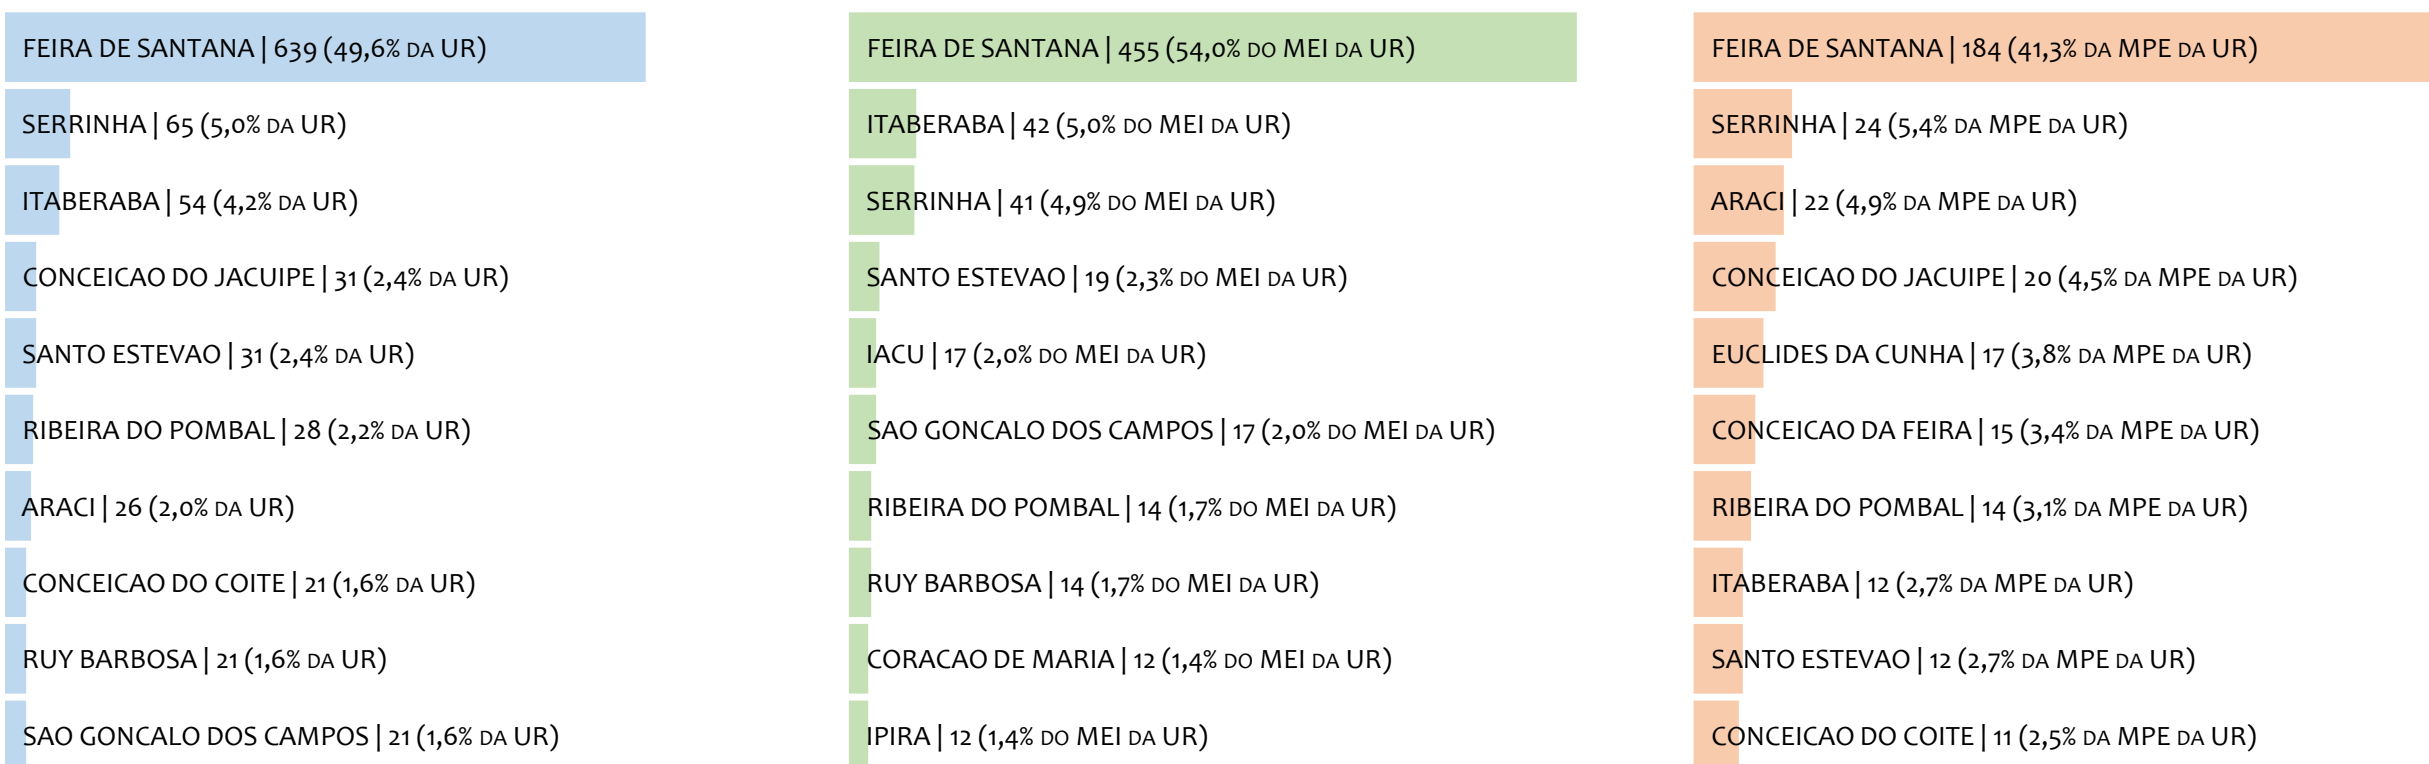 FEIRA DE SANTANA | 639 (49,6% DA UR)
SERRINHA | 65 (5,0% DA UR)
ITABERABA | 54 (4,2% DA UR)
CONCEICAO DO JACUIPE | 31 (2,4% DA UR)
SANTO ESTEVAO | 31 (2,4% DA UR)
RIBEIRA DO POMBAL | 28 (2,2% DA UR)
ARACI | 26 (2,0% DA UR)
CONCEICAO DO COITE | 21 (1,6% DA UR)
RUY BARBOSA | 21 (1,6% DA UR)
SAO GONCALO DOS CAMPOS | 21 (1,6% DA UR)
FEIRA DE SANTANA | 455 (54,0% DO MEI DA UR)
ITABERABA | 42 (5,0% DO MEI DA UR)
SERRINHA | 41 (4,9% DO MEI DA UR)
SANTO ESTEVAO | 19 (2,3% DO MEI DA UR)
IACU | 17 (2,0% DO MEI DA UR)
SAO GONCALO DOS CAMPOS | 17 (2,0% DO MEI DA UR)
RIBEIRA DO POMBAL | 14 (1,7% DO MEI DA UR)
RUY BARBOSA | 14 (1,7% DO MEI DA UR)
CORACAO DE MARIA | 12 (1,4% DO MEI DA UR)
IPIRA | 12 (1,4% DO MEI DA UR)
FEIRA DE SANTANA | 184 (41,3% DA MPE DA UR)
SERRINHA | 24 (5,4% DA MPE DA UR)
ARACI | 22 (4,9% DA MPE DA UR)
CONCEICAO DO JACUIPE | 20 (4,5% DA MPE DA UR)
EUCLIDES DA CUNHA | 17 (3,8% DA MPE DA UR)
CONCEICAO DA FEIRA | 15 (3,4% DA MPE DA UR)
RIBEIRA DO POMBAL | 14 (3,1% DA MPE DA UR)
ITABERABA | 12 (2,7% DA MPE DA UR)
SANTO ESTEVAO | 12 (2,7% DA MPE DA UR)
CONCEICAO DO COITE | 11 (2,5% DA MPE DA UR)